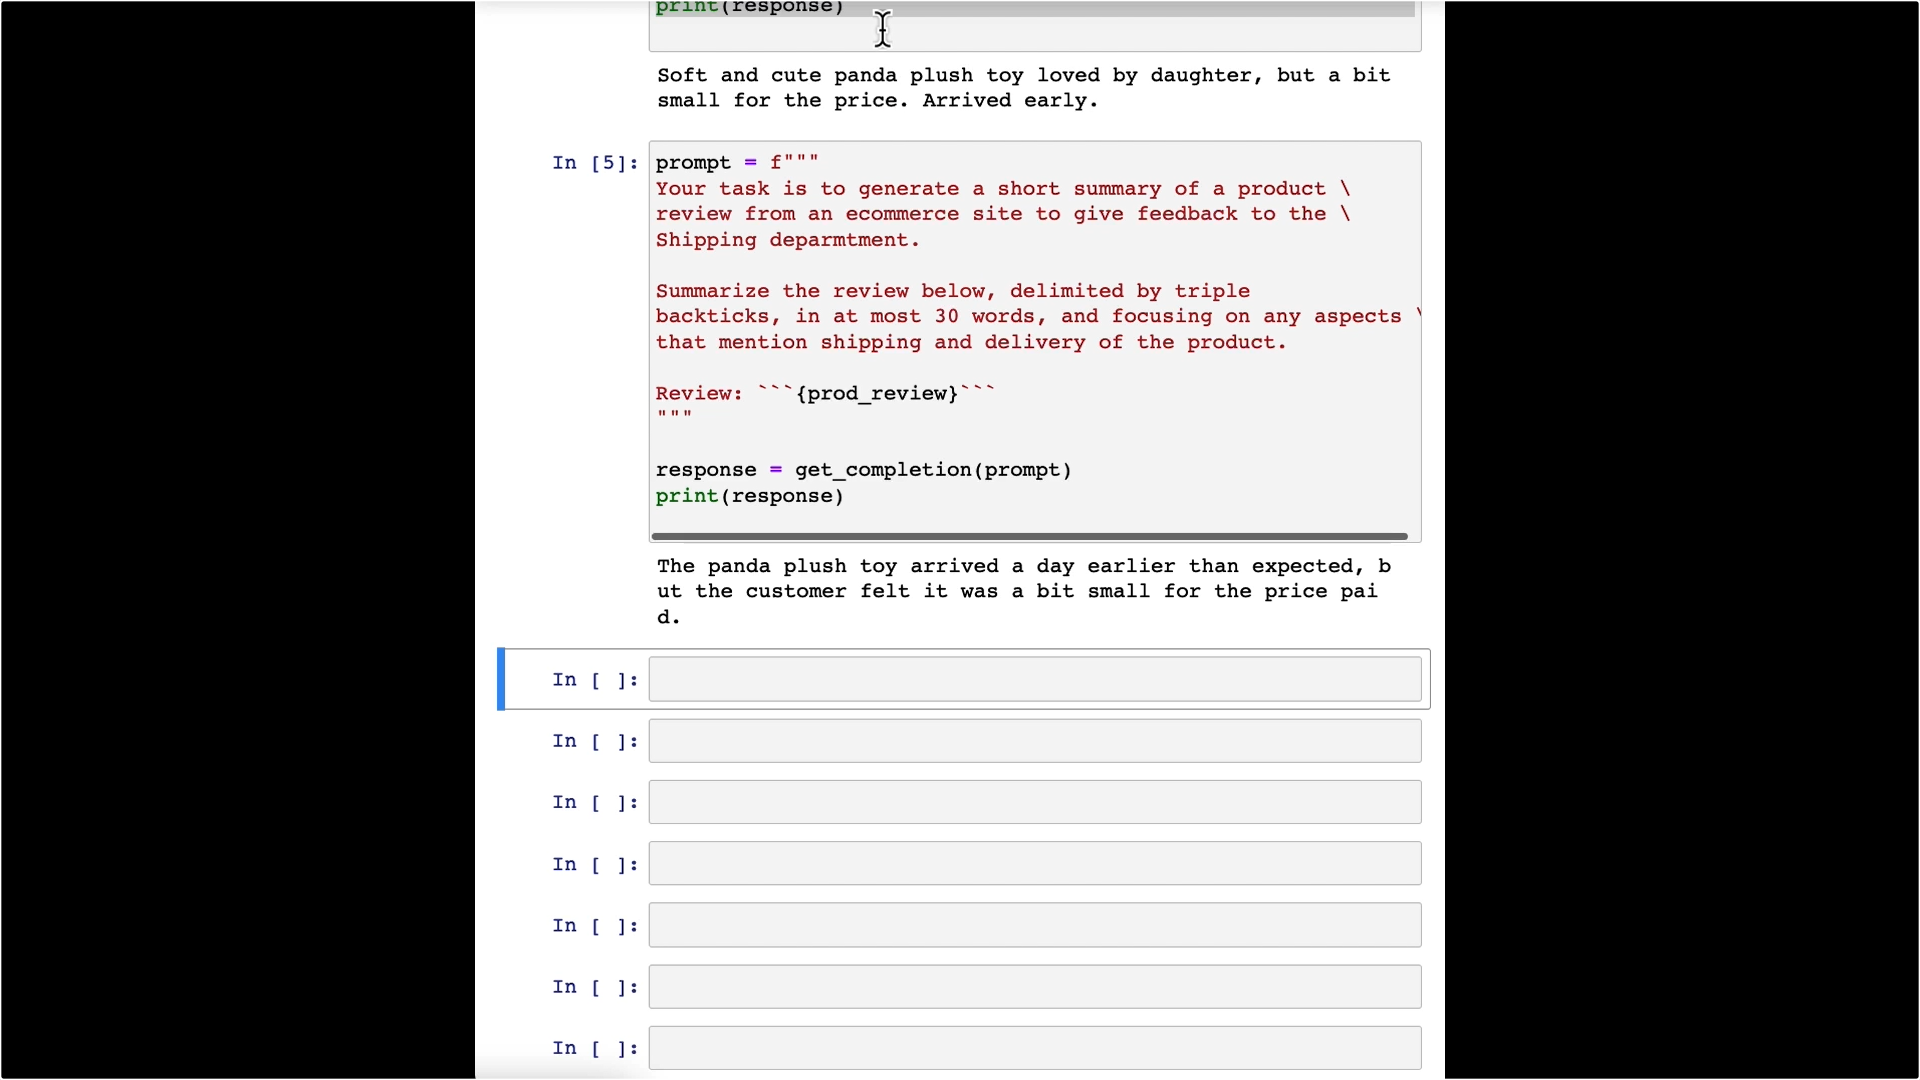 print(response)
Soft and cute panda plush toy loved by daughter, but a bit
small for the price. Arrived early.
In [5]: prompt = f"""
Your task is to generate a short summary of a product \
review from an ecommerce site to give feedback to the \
Shipping deparmtment.
Summarize the review below, delimited by triple
backticks, in at most 30 words, and focusing on any aspects \
that mention shipping and delivery of the product.
Review: ```{prod_review}```
"""
response = get_completion(prompt)
print(response)
The panda plush toy arrived a day earlier than expected, b
ut the customer felt it was a bit small for the price pai
d.
In [ ]:
In [ ]:
In [ ]:
In [ ]:
In [ ]:
In [ ]:
In [ ]: